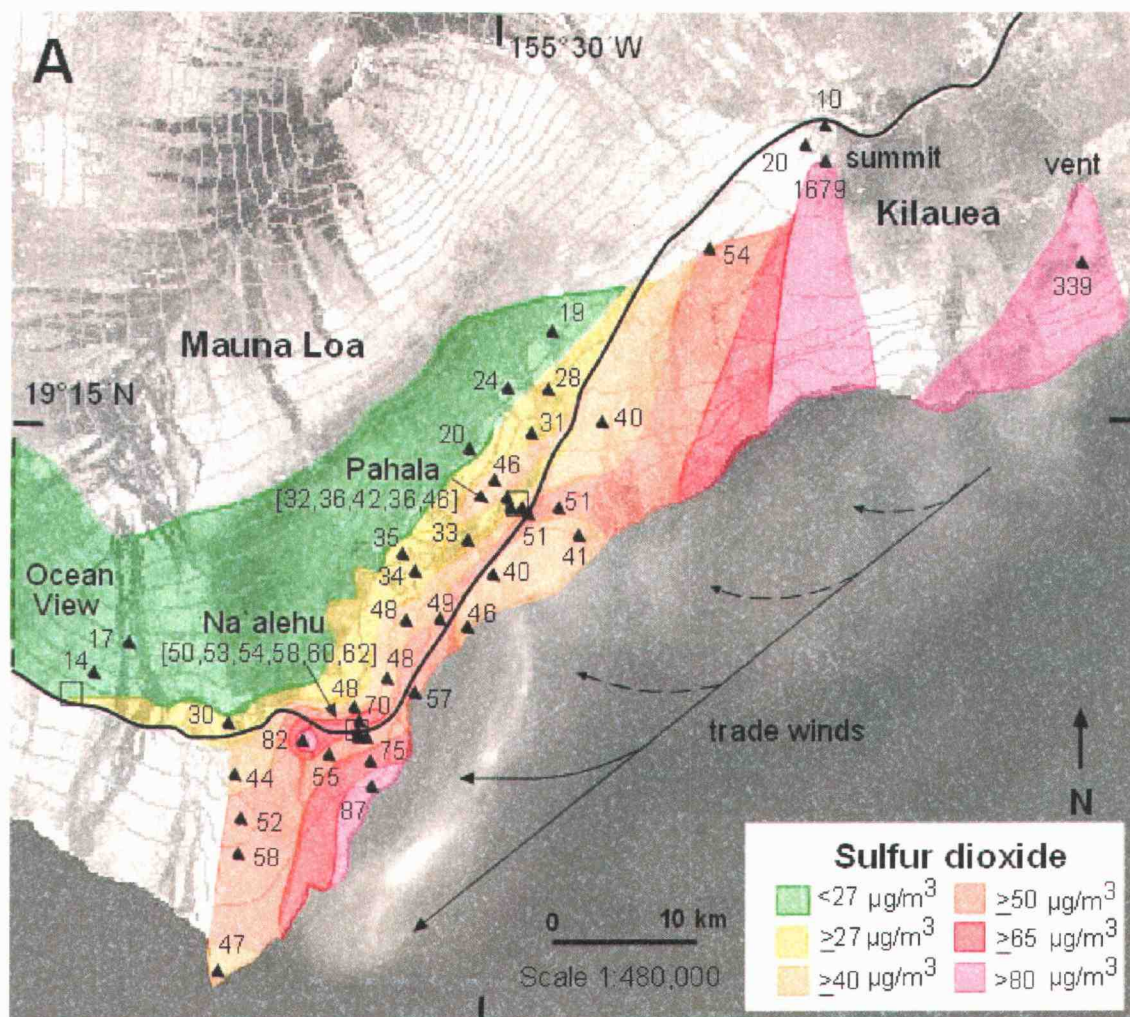 A
155°30´W
10
20
summit
1679
vent
Kilauea
54
339
19
Mauna Loa
24
28
19°15´N
31
40
20
46
Pahala
[32,36,42,36,46]
51
33
51
35
41
34
40
Ocean
View
48
49
46
Na´alehu
[50,53,54,58,60,62]
17
14
48
57
48
70
30
82
75
trade winds
55
44
87
N
52
58
47
0 10 km
Scale 1:480,000
Sulfur dioxide
<27 µg/m³
≥50 µg/m³
≥27 µg/m³
≥65 µg/m³
≥40 µg/m³
>80 µg/m³